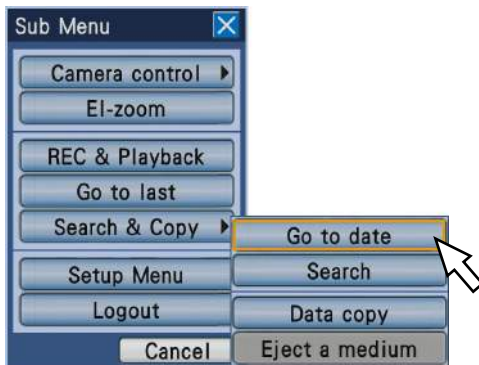 Sub Menu
Camera control
El-zoom
REC & Playback
Go to last
Search & Copy
Go to date
Search
Setup Menu
Logout
Data copy
Cancel
Eject a medium